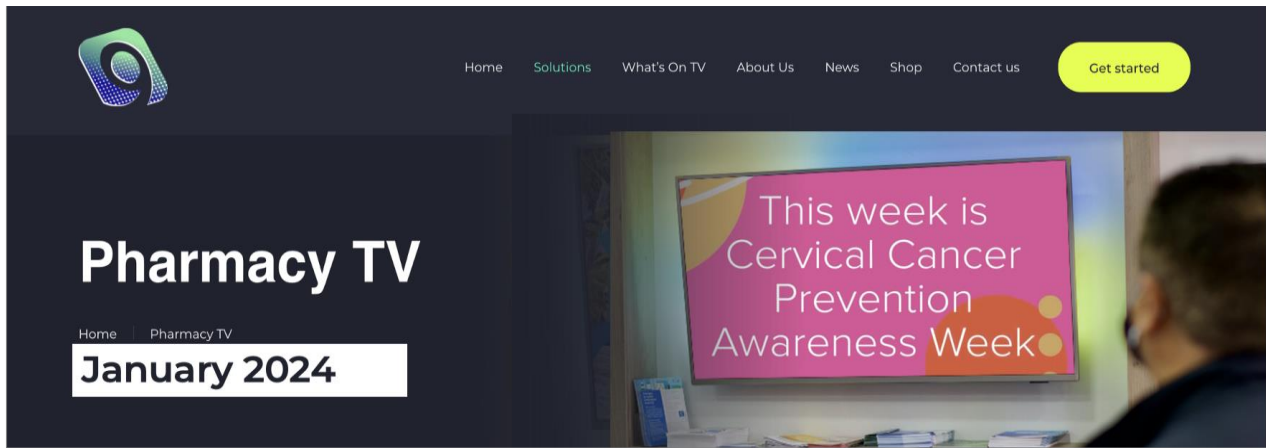 Home Solutions What's On TV About Us News Shop Contact us Get started
This week is
Cervical Cancer
Prevention
Awareness Week
Pharmacy TV
Home Pharmacy TV
January 2024